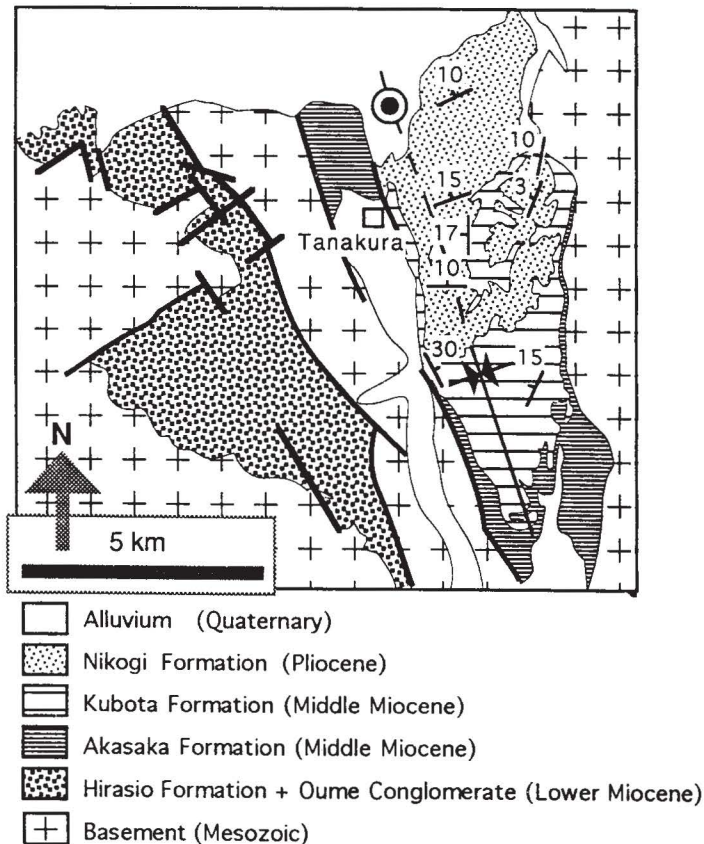 10
10
15
3
Tanakura
17
10
30
15
N
5 km
Alluvium (Quaternary)
Nikogi Formation (Pliocene)
Kubota Formation (Middle Miocene)
Akasaka Formation (Middle Miocene)
Hirasio Formation + Oume Conglomerate (Lower Miocene)
Basement (Mesozoic)